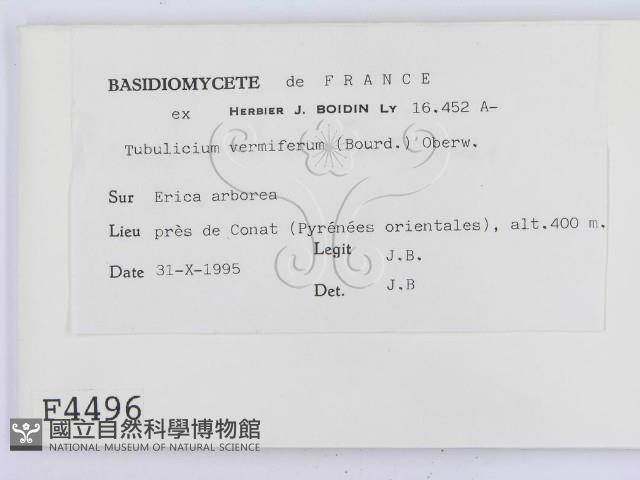 BASIDIOMYCETE de FRANCE
ex HERBIER J. BOIDIN LY 16.452 A-
Tubulicium vermiferum (Bourd.) Oberw.
Sur Erica arborea
Lieu près de Conat (Pyrénées orientales), alt.400 m.
Legit J.B.
Date 31-X-1995
Det. J.B
F4496
國立自然科學博物館
NATIONAL MUSEUM OF NATURAL SCIENCE